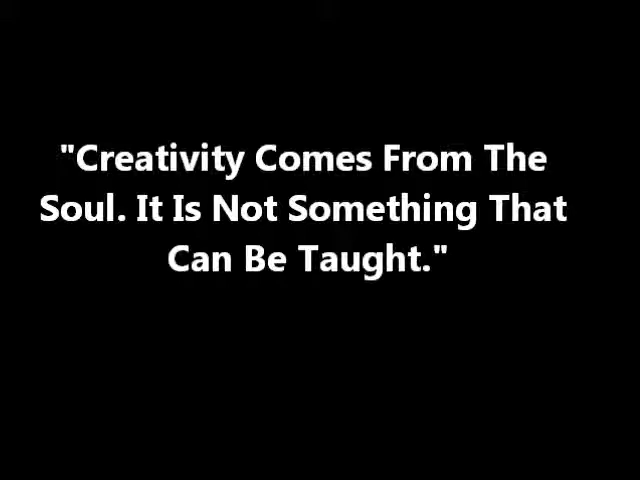 "Creativity Comes From The
Soul. It Is Not Something That
Can Be Taught."